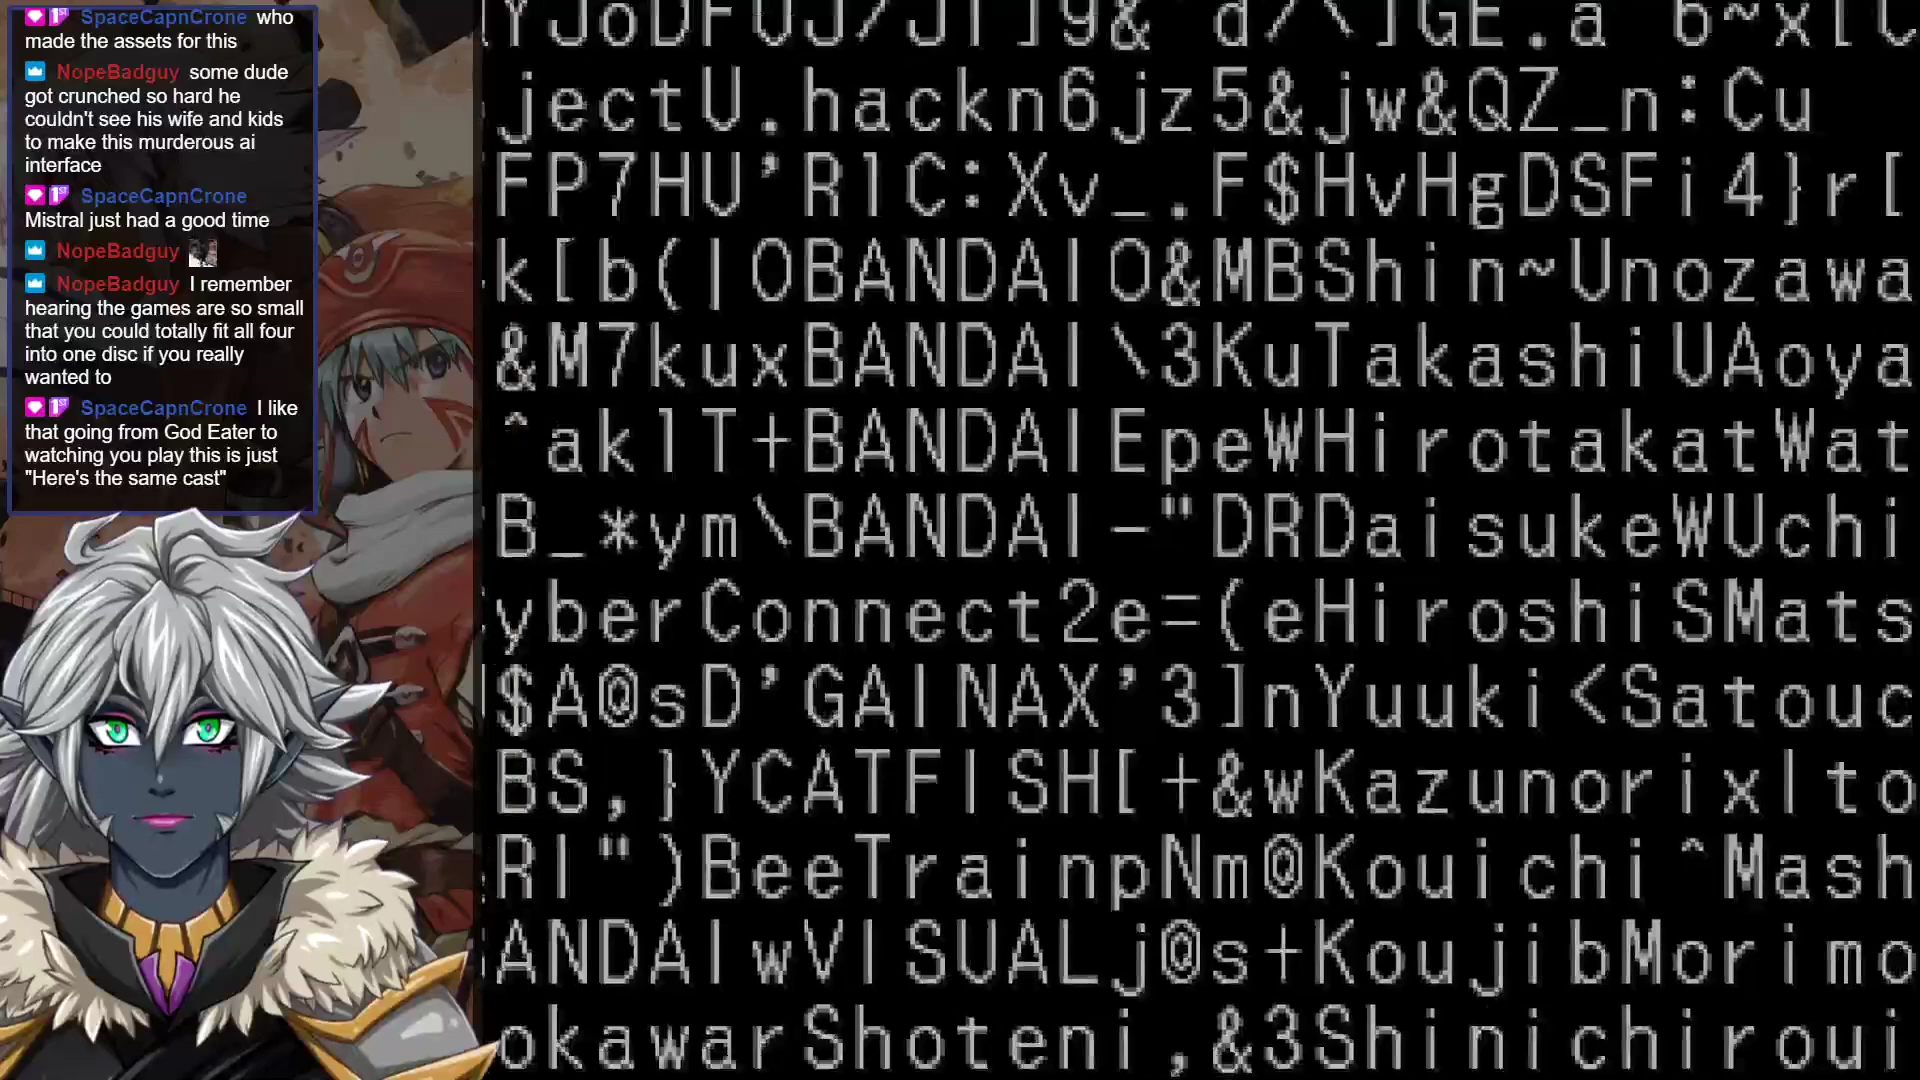 SpaceCapnCrone who
made the assets for this
NopeBadguy some dude
got crunched so hard he
couldn't see his wife and kids
to make this murderous ai
interface
SpaceCapnCrone
Mistral just had a good time
NopeBadguy
NopeBadguy I remember
hearing the games are so small
that you could totally fit all four
into one disc if you really
wanted to
SpaceCapnCrone I like
that going from God Eater to
watching you play this is just
"Here's the same cast"
jectU.hackn6jz5&jw&QZ_n:Cu
FP7HU'R1C:Xv_.F$HvHgDSFi4}r[
k[b(|OBANDAIO&MBShin~Unozawa
&M7kuxBANDAI\3KuTakashiUAoya
^ak1T+BANDAIEpeWHirotakatWat
B_*ym\BANDAI-"DRDaisukeWUchi
yberConnect2e=(eHiroshiSMats
$A@sD'GAINAX'3]nYuuki<Satouc
BS,}YCATFISH[+&wKazunorixIto
RI")BeeTrainpNm@Kouichi^Mash
ANDAIwVISUALj@s+KoujibMorimo
okawarShoteni,&3Shinichiroui